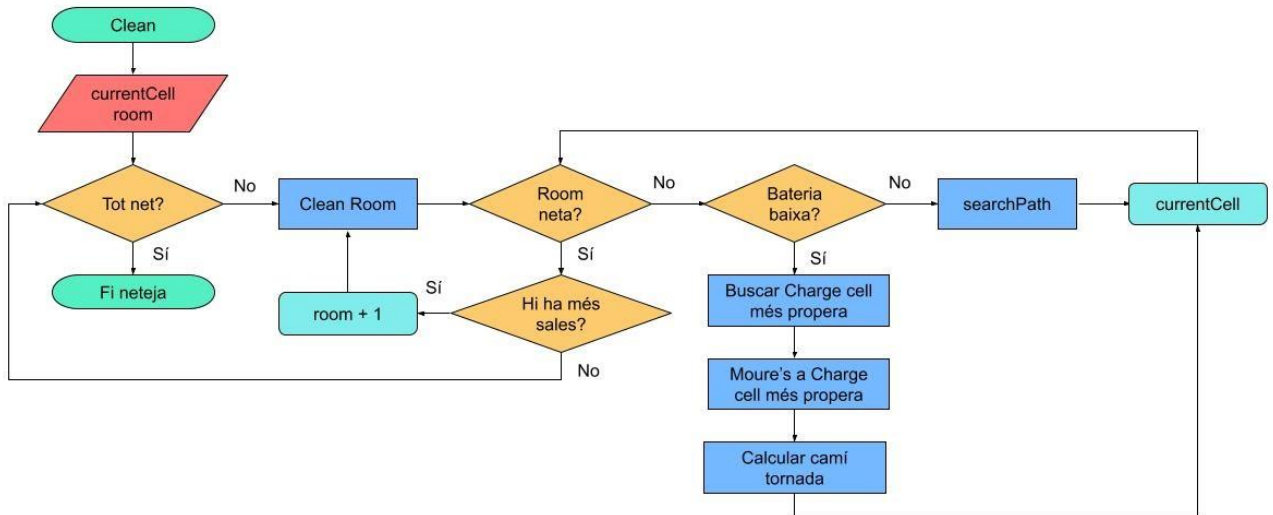 Clean
currentCell
room
Tot net?
No
Clean Room
Room
neta?
No
Bateria
baixa?
No
searchPath
currentCell
Sí
Fi neteja
Sí
Hi ha més
sales?
Sí
room + 1
No
Sí
Buscar Charge cell
més propera
Moure's a Charge
cell més propera
Calcular camí
tornada